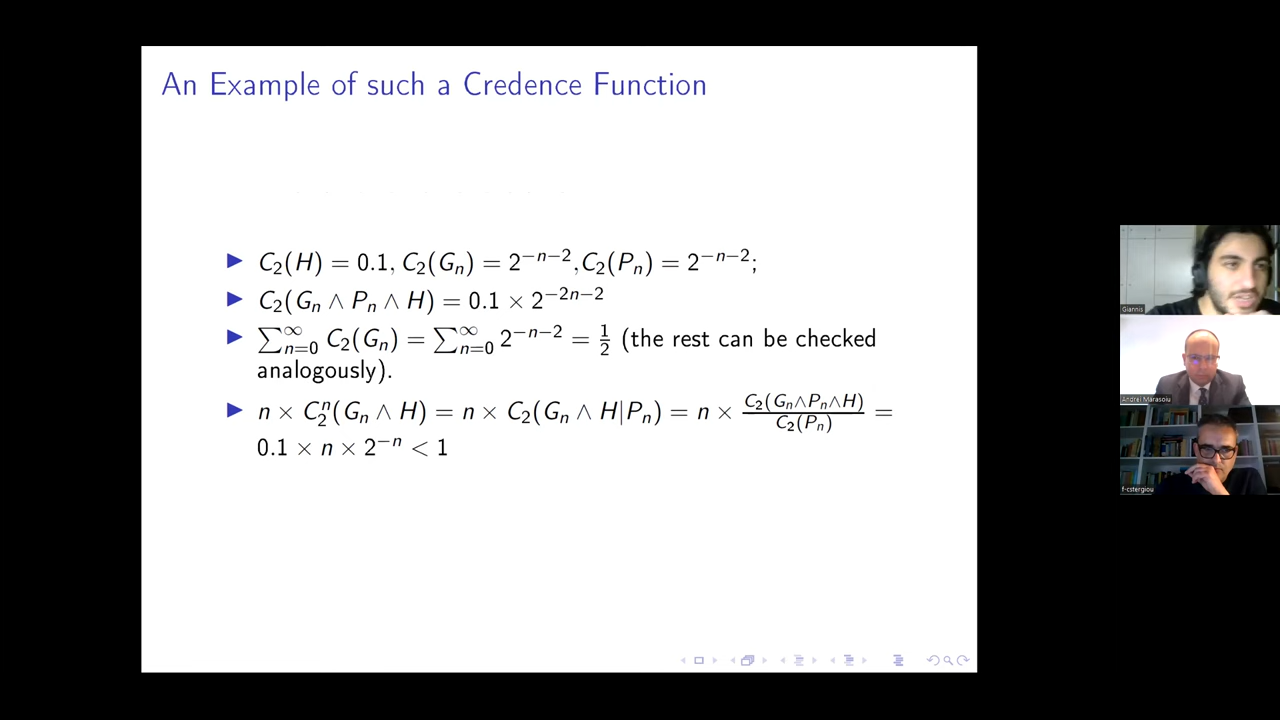 An Example of such a Credence Function
▶ C₂(H) = 0.1, C₂(Gₙ) = 2⁻ⁿ⁻², C₂(Pₙ) = 2⁻ⁿ⁻²;
▶ C₂(Gₙ ∧ Pₙ ∧ H) = 0.1 × 2⁻²ⁿ⁻²
▶ ∑ₙ₌₀^∞ C₂(Gₙ) = ∑ₙ₌₀^∞ 2⁻ⁿ⁻² = 1/2 (the rest can be checked
analogously).
▶ n × C₂ⁿ(Gₙ ∧ H) = n × C₂(Gₙ ∧ H|Pₙ) = n × C₂(Gₙ∧Pₙ∧H)/C₂(Pₙ) =
0.1 × n × 2⁻ⁿ < 1
Giannis
Andrei Marasoiu
f-cstergiou